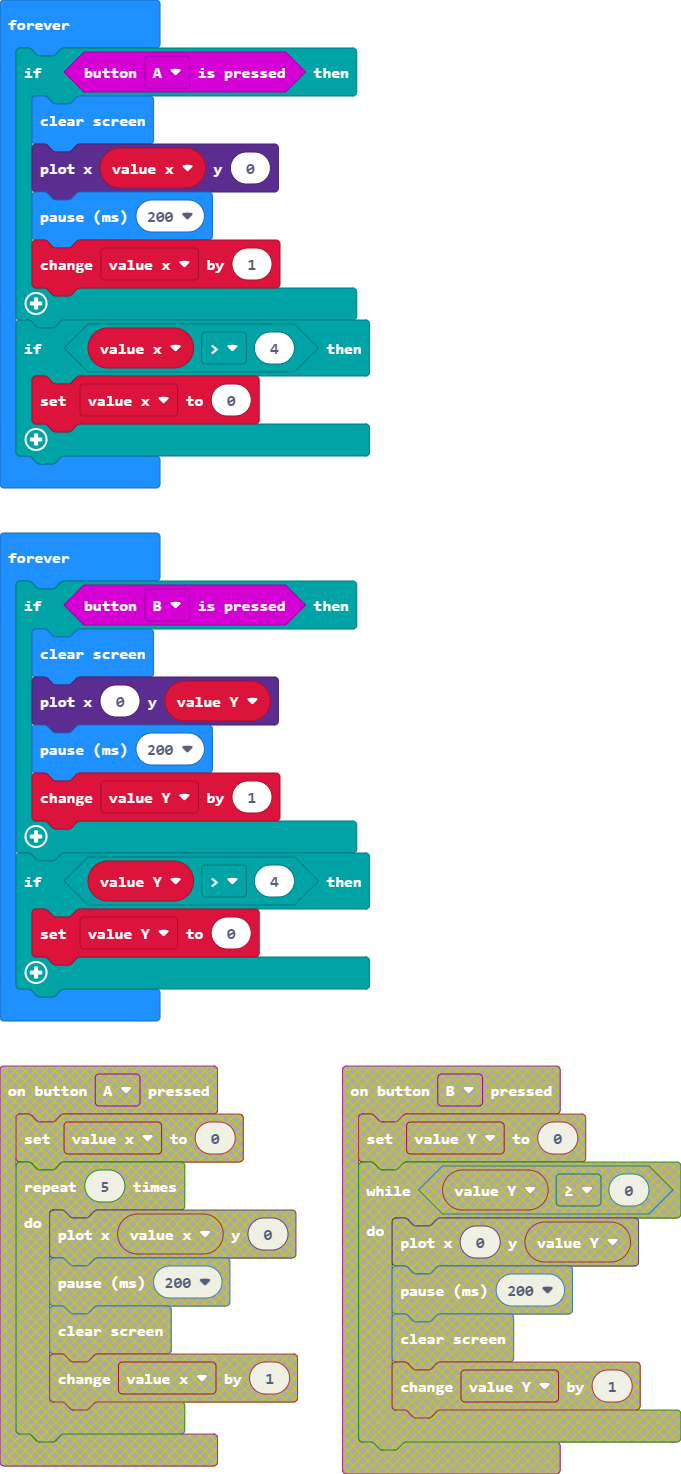 forever
if button A is pressed then
clear screen
plot x value x y 0
pause (ms) 200
change value x by 1
if value x > 4 then
set value x to 0
forever
if button B is pressed then
clear screen
plot x 0 y value Y
pause (ms) 200
change value Y by 1
if value Y > 4 then
set value Y to 0
on button A pressed
set value x to 0
repeat 5 times
do
plot x value x y 0
pause (ms) 200
clear screen
change value x by 1
on button B pressed
set value Y to 0
while value Y ≥ 0
do
plot x 0 y value Y
pause (ms) 200
clear screen
change value Y by 1